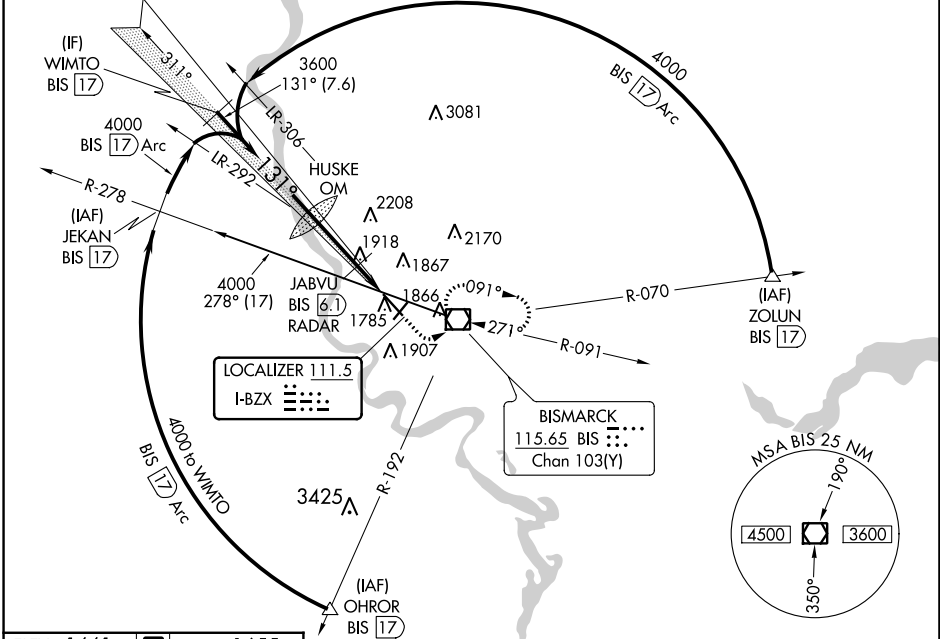 4000
BIS 17 Arc
(IF)
WIMTO
BIS 17
311°
3600
131° (7.6)
3081
4000
BIS 17 Arc
LR-306
LR-292
131°
HUSKE
OM
R-278
(IAF)
JEKAN
BIS 17
2208
1918
2170
1867
4000
278° (17)
JABVU
BIS 6.1
RADAR
1866
1785
1907
091°
271°
R-070
R-091
(IAF)
ZOLUN
BIS 17
LOCALIZER 111.5
I-BZX
BISMARCK
115.65 BIS
Chan 103(Y)
4000 to WIMTO
BIS 17 Arc
R-192
3425
MSA BIS 25 NM
190°
4500
3600
350°
(IAF)
OHROR
BIS 17